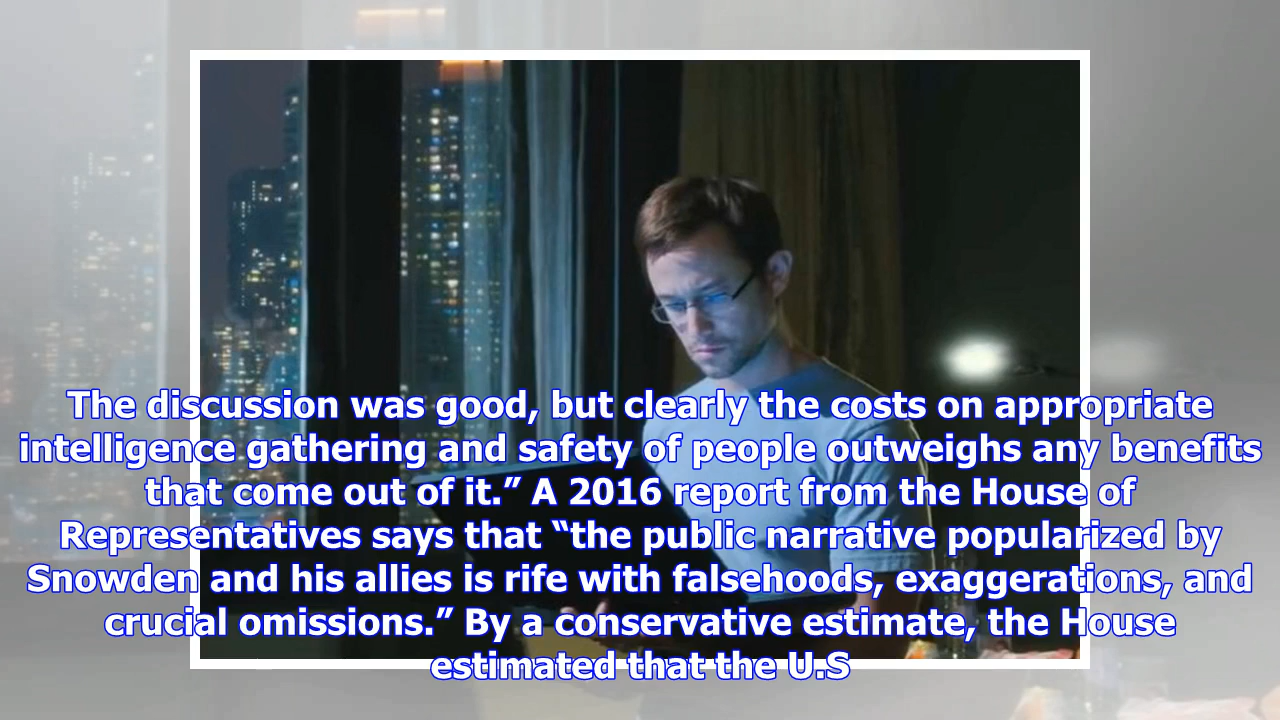 The discussion was good, but clearly the costs on appropriate
intelligence gathering and safety of people outweighs any benefits
that come out of it.” A 2016 report from the House of
Representatives says that “the public narrative popularized by
Snowden and his allies is rife with falsehoods, exaggerations, and
crucial omissions.” By a conservative estimate, the House
estimated that the U.S